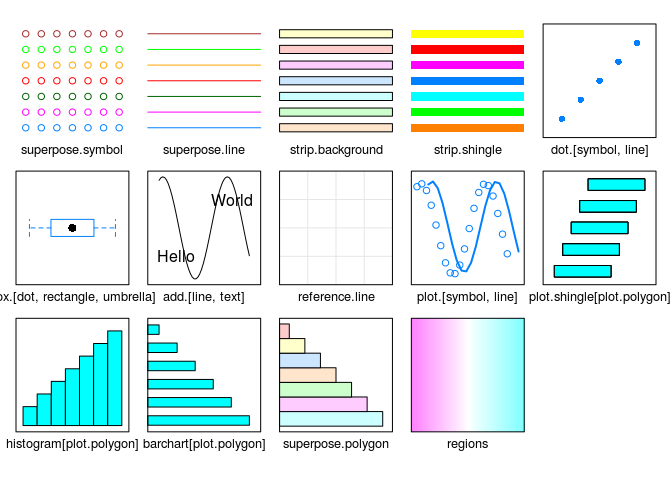 superpose.symbol
superpose.line
strip.background
strip.shingle
dot.[symbol, line]
World
Hello
ox.[dot, rectangle, umbrella]
add.[line, text]
reference.line
plot.[symbol, line]
plot.shingle[plot.polygon]
histogram[plot.polygon]
barchart[plot.polygon]
superpose.polygon
regions